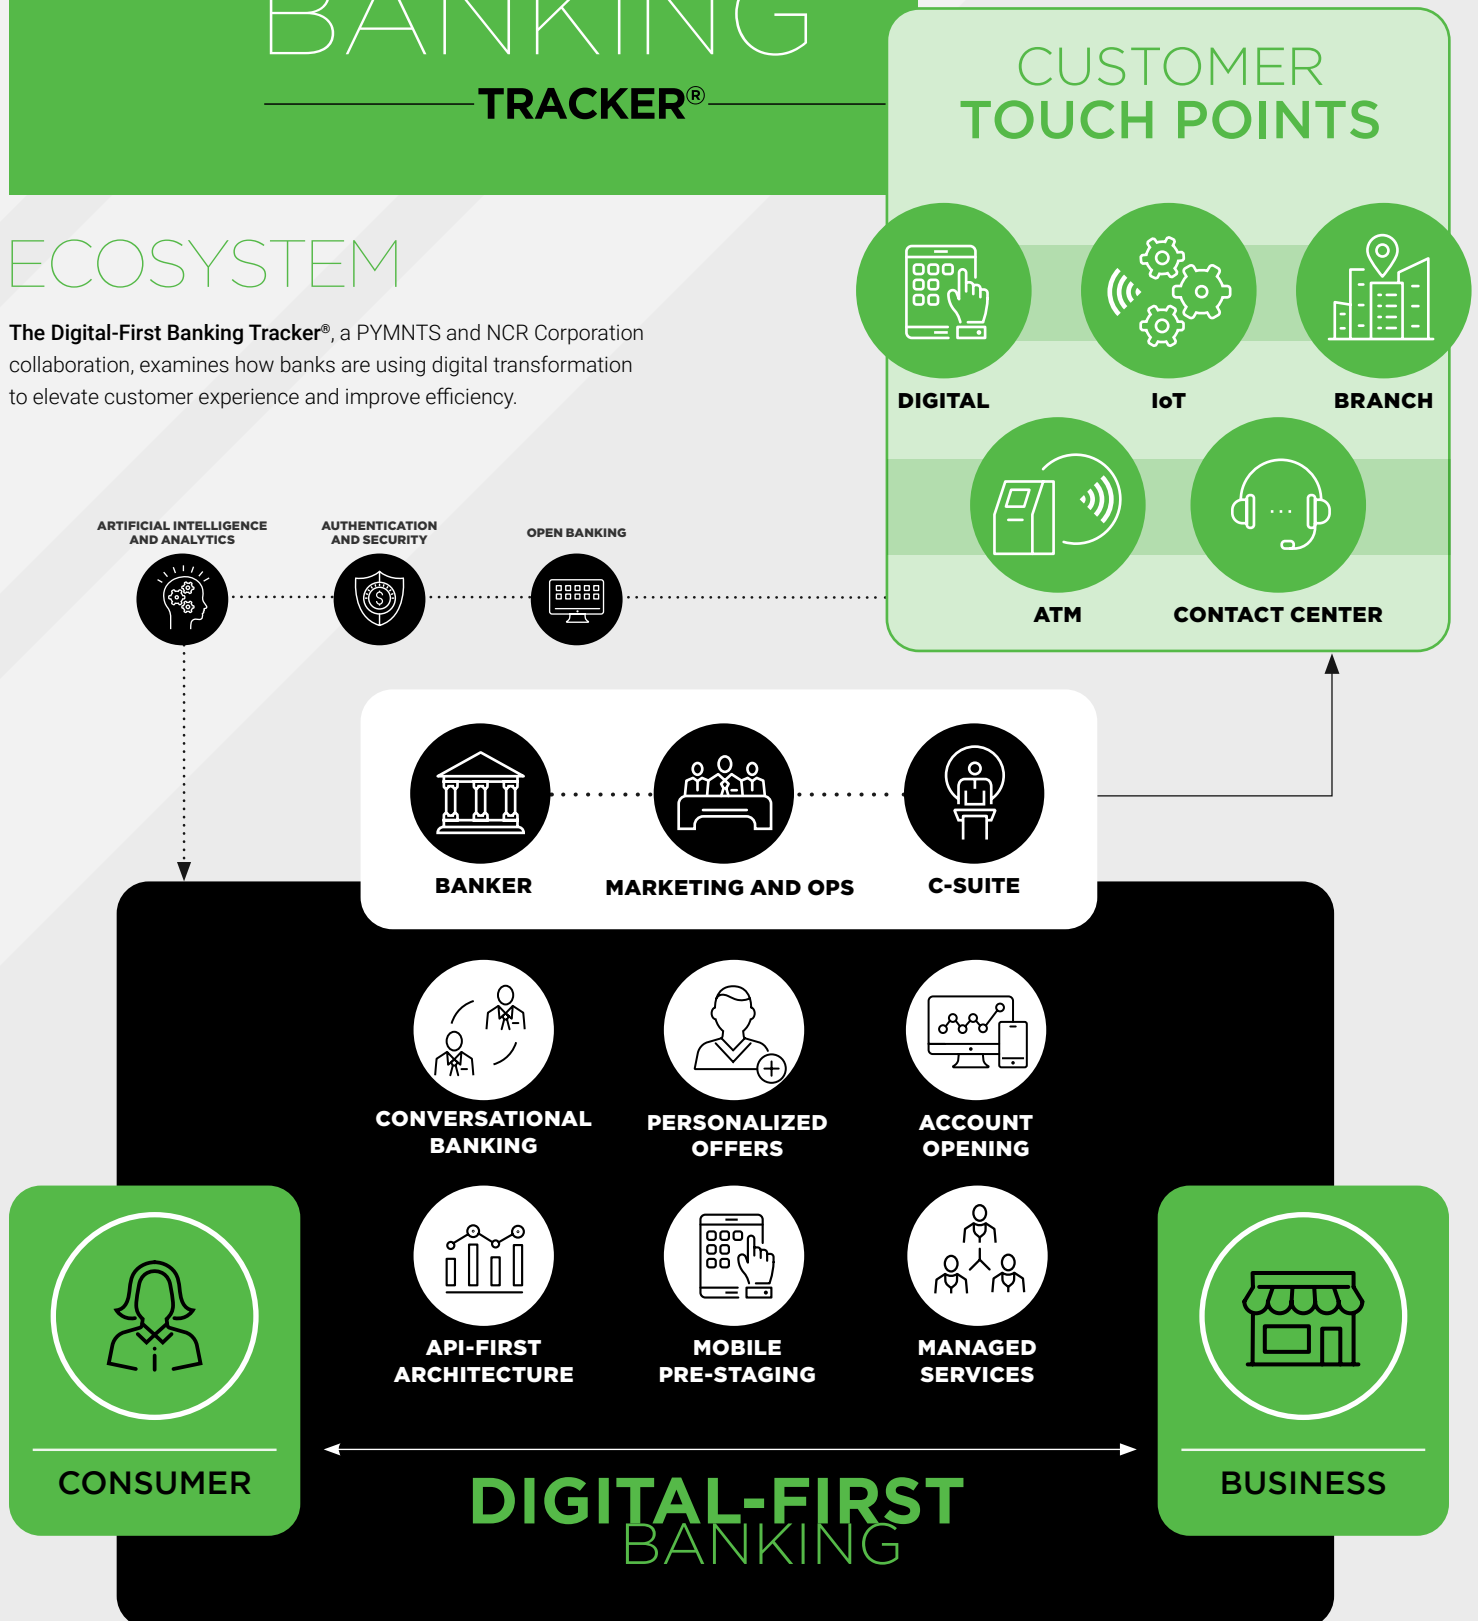 BANKING
TRACKER®
CUSTOMER
TOUCH POINTS
ECOSYSTEM
The Digital-First Banking Tracker®, a PYMNTS and NCR Corporation
collaboration, examines how banks are using digital transformation
to elevate customer experience and improve efficiency.
DIGITAL
IoT
BRANCH
ATM
CONTACT CENTER
ARTIFICIAL INTELLIGENCE
AND ANALYTICS
AUTHENTICATION
AND SECURITY
OPEN BANKING
BANKER
MARKETING AND OPS
C-SUITE
CONVERSATIONAL
BANKING
PERSONALIZED
OFFERS
ACCOUNT
OPENING
API-FIRST
ARCHITECTURE
MOBILE
PRE-STAGING
MANAGED
SERVICES
CONSUMER
BUSINESS
DIGITAL-FIRST
BANKING